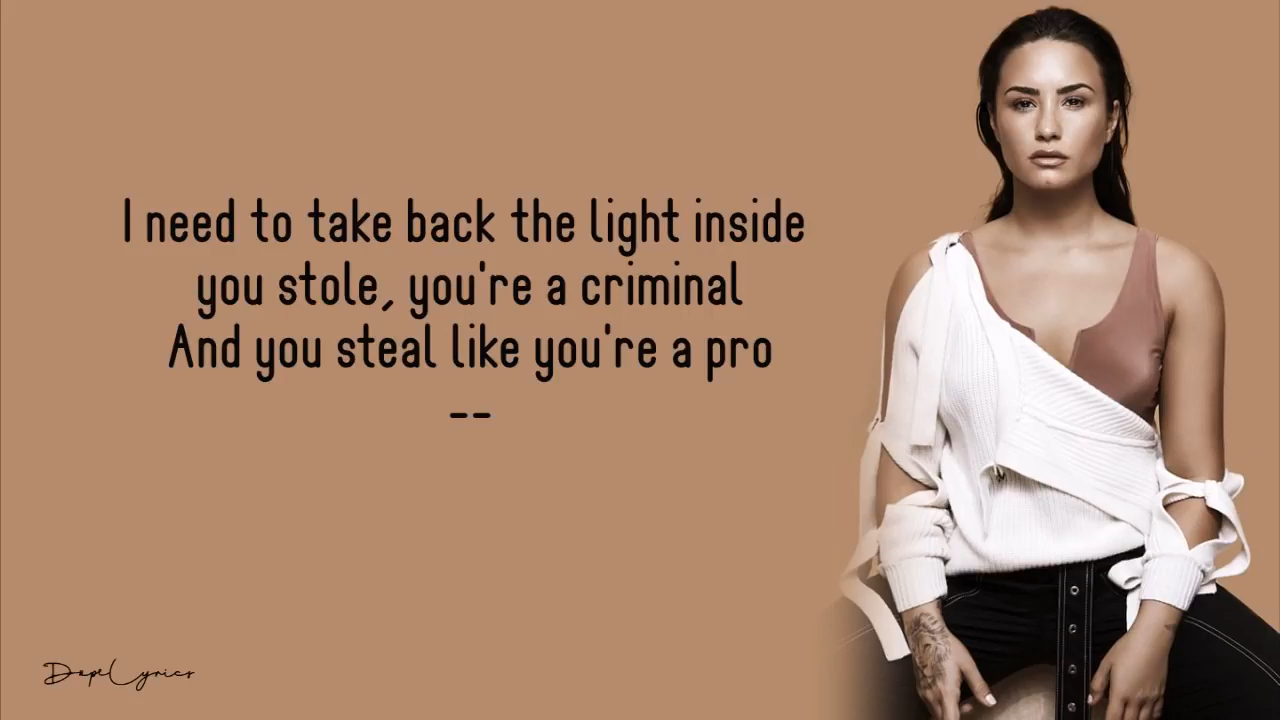 I need to take back the light inside
you stole, you're a criminal
And you steal like you're a pro
--
DopeLyrics